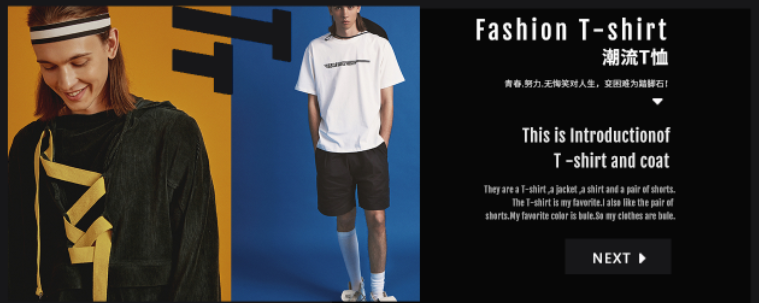 Fashion T-shirt
潮流T恤
青春.努力.无悔笑对人生，变困难为踏脚石！
This is Introductionof
T -shirt and coat
They are a T-shirt ,a jacket ,a shirt and a pair of shorts.
The T-shirt is my favorite.I also like the pair of
shorts.My favorite color is bule.So my clothes are bule.
NEXT